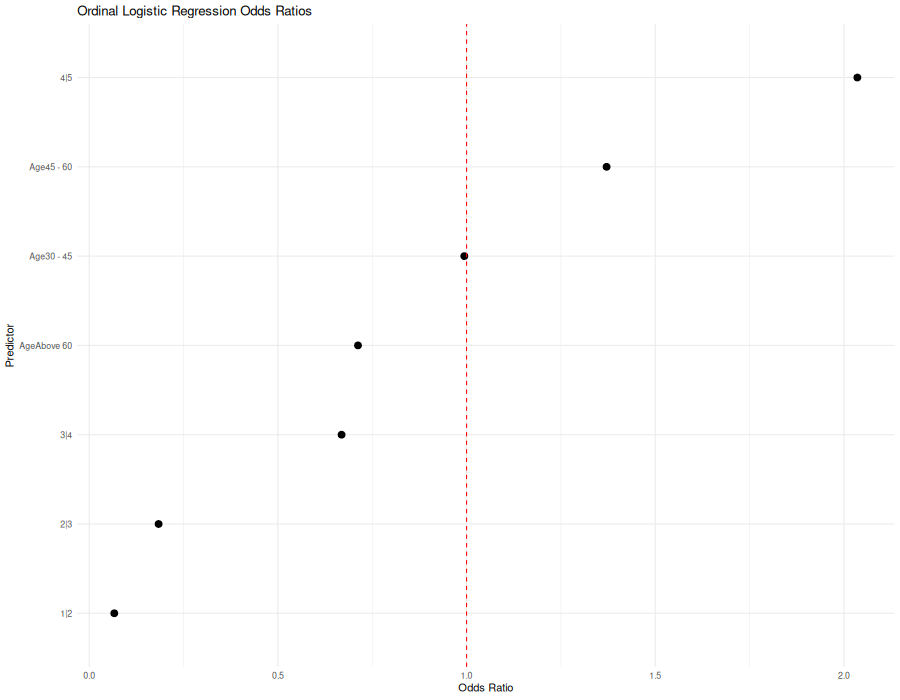 Ordinal Logistic Regression Odds Ratios
4|5
Age45 - 60
Age30 - 45
AgeAbove 60
3|4
2|3
1|2
Predictor
0.0 0.5 1.0 1.5 2.0
Odds Ratio